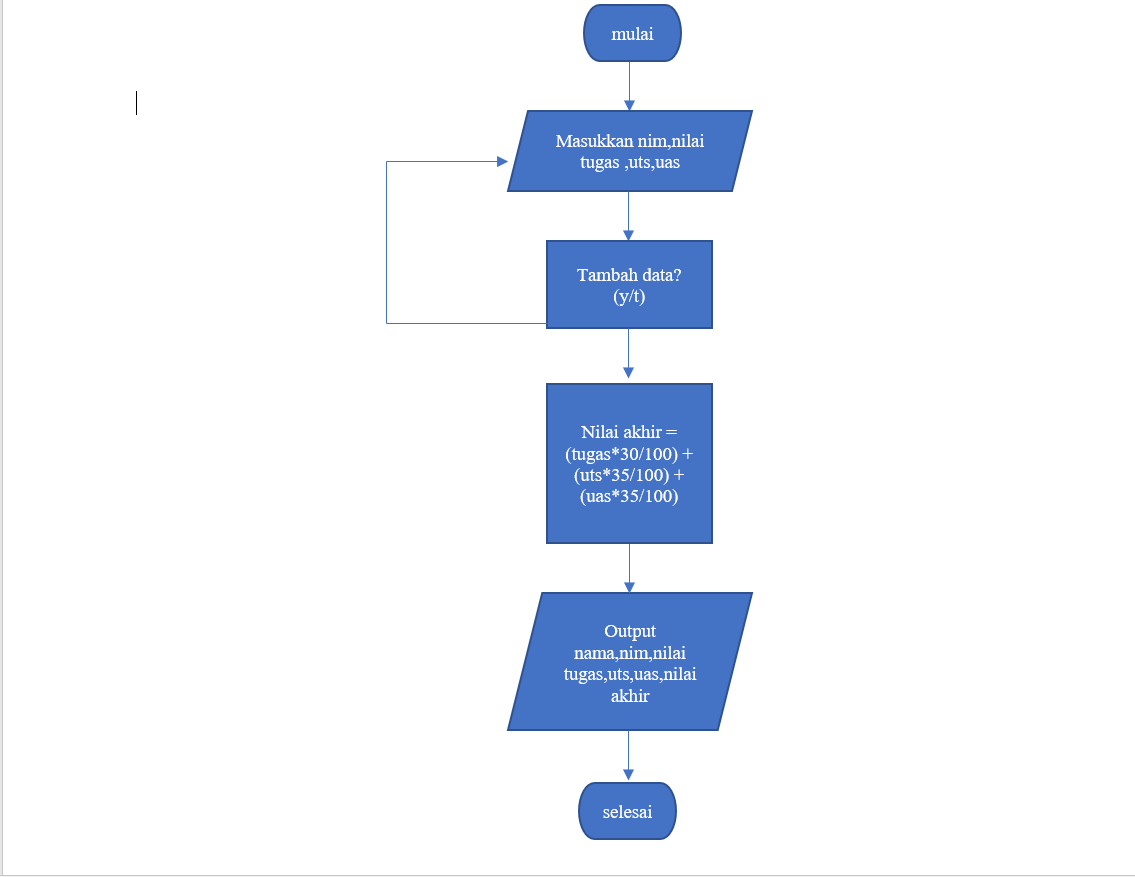 mulai
Masukkan nim,nilai
tugas ,uts,uas
Tambah data?
(y/t)
Nilai akhir =
(tugas*30/100) +
(uts*35/100) +
(uas*35/100)
Output
nama,nim,nilai
tugas,uts,uas,nilai
akhir
selesai